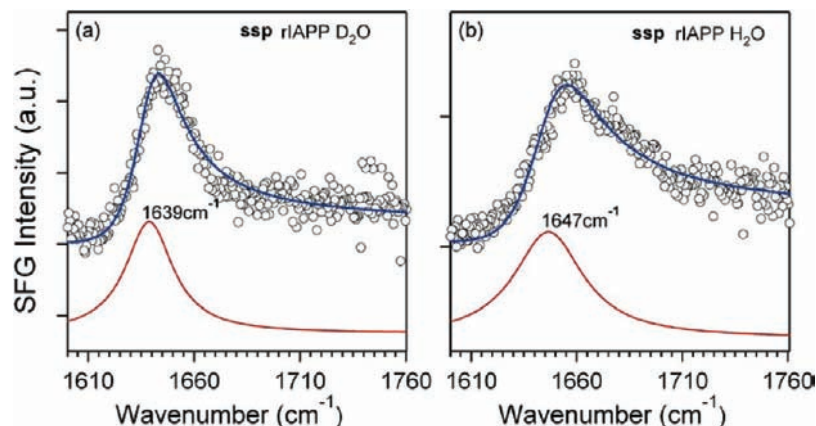 (a) ssp rIAPP D₂O
SFG Intensity (a.u.)
1639cm⁻¹
1610 1660 1710 1760
Wavenumber (cm⁻¹)
(b) ssp rIAPP H₂O
1647cm⁻¹
1610 1660 1710 1760
Wavenumber (cm⁻¹)